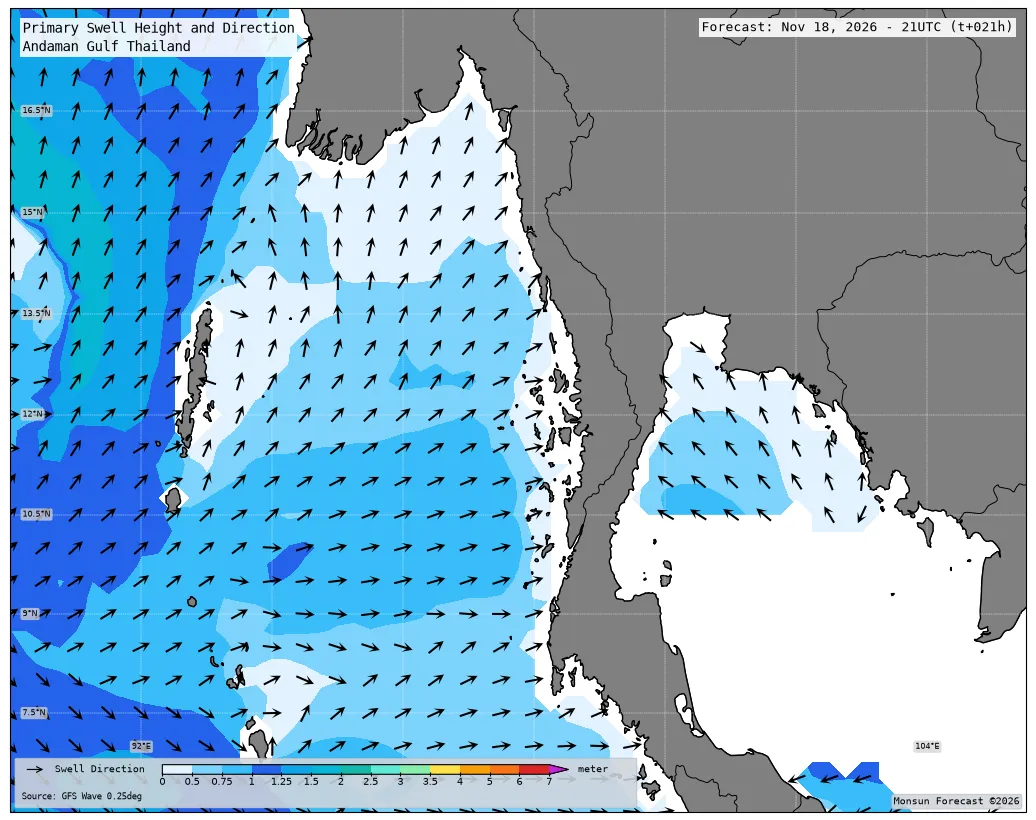 Primary Swell Height and Direction
Andaman Gulf Thailand
Forecast: Nov 18, 2026 - 21UTC (t+021h)
16.5°N
15°N
13.5°N
12°N
10.5°N
9°N
7.5°N
92°E
104°E
Swell Direction
meter
0 0.5 0.75 1 1.25 1.5 2 2.5 3 3.5 4 5 6 7
Source: GFS Wave 0.25deg
Monsun Forecast ©2026